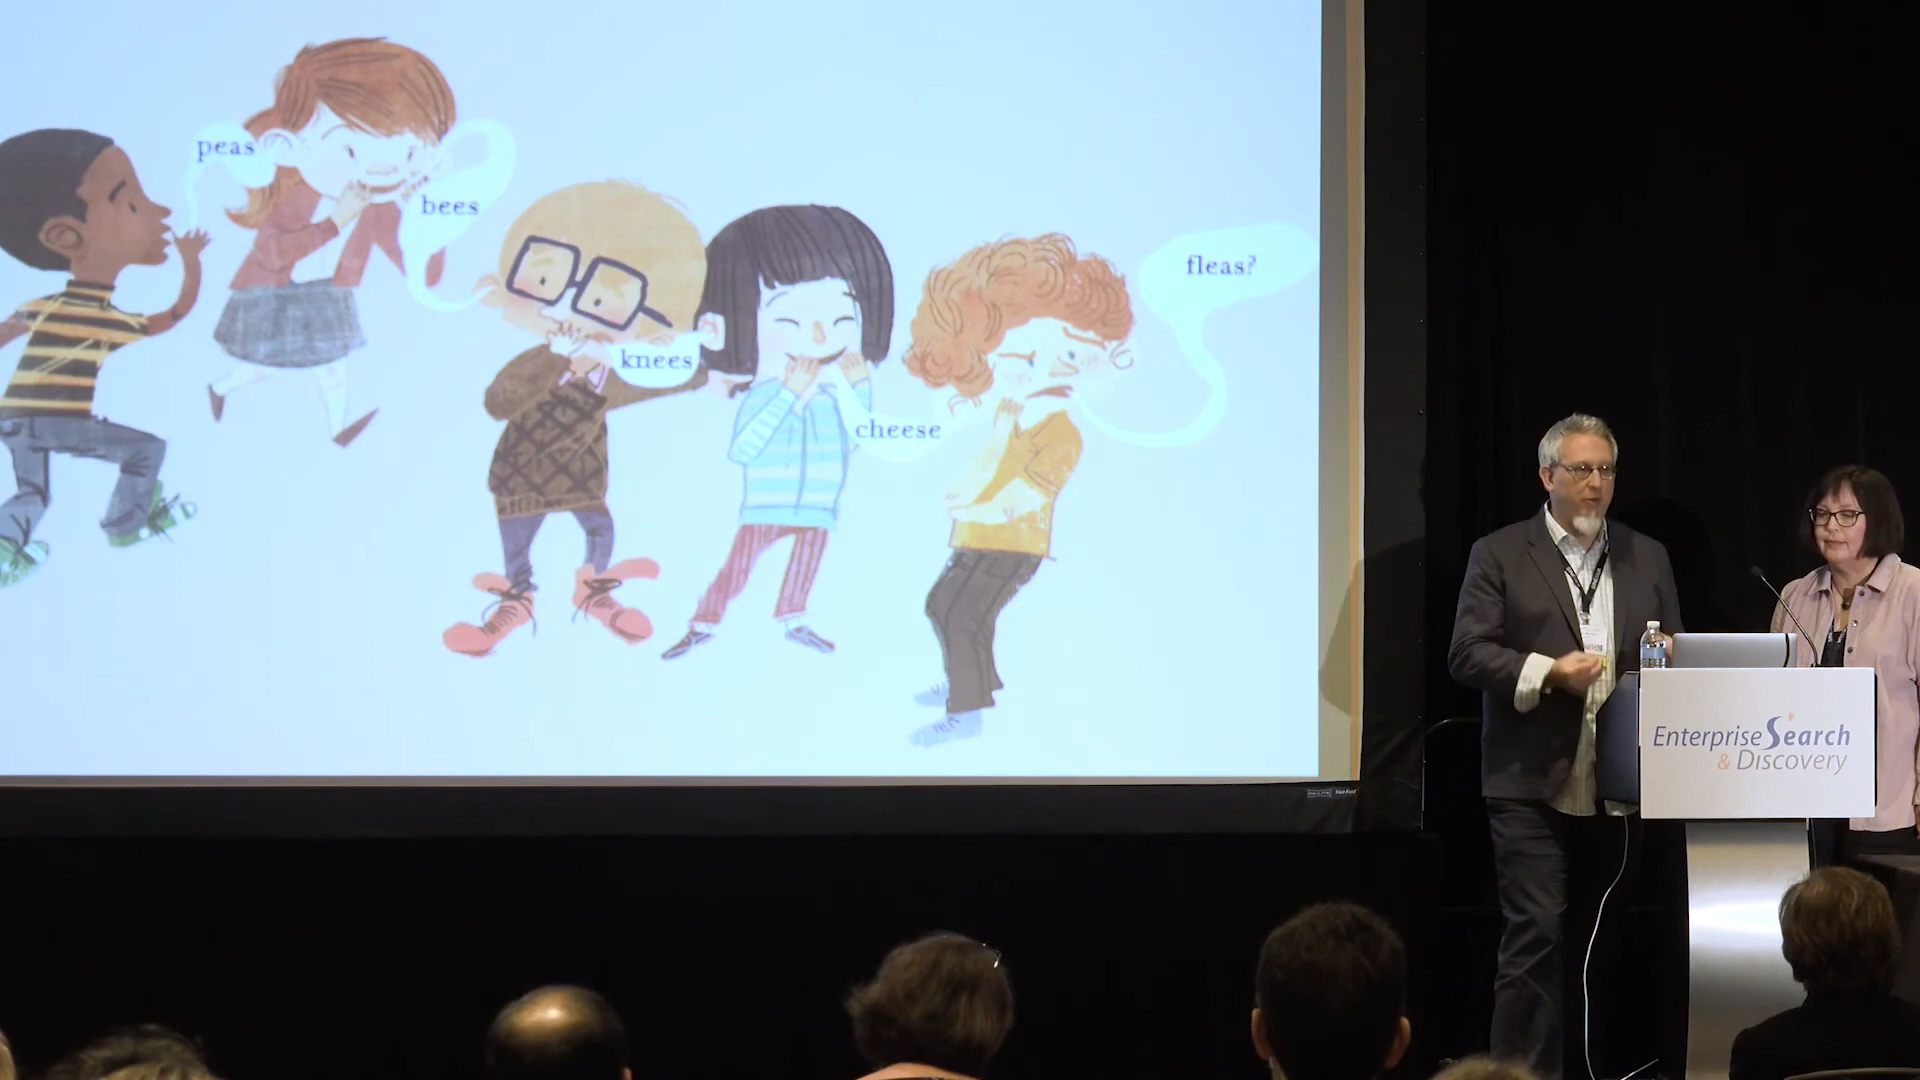 peas
bees
knees
cheese
fleas?
Enterprise Search
& Discovery